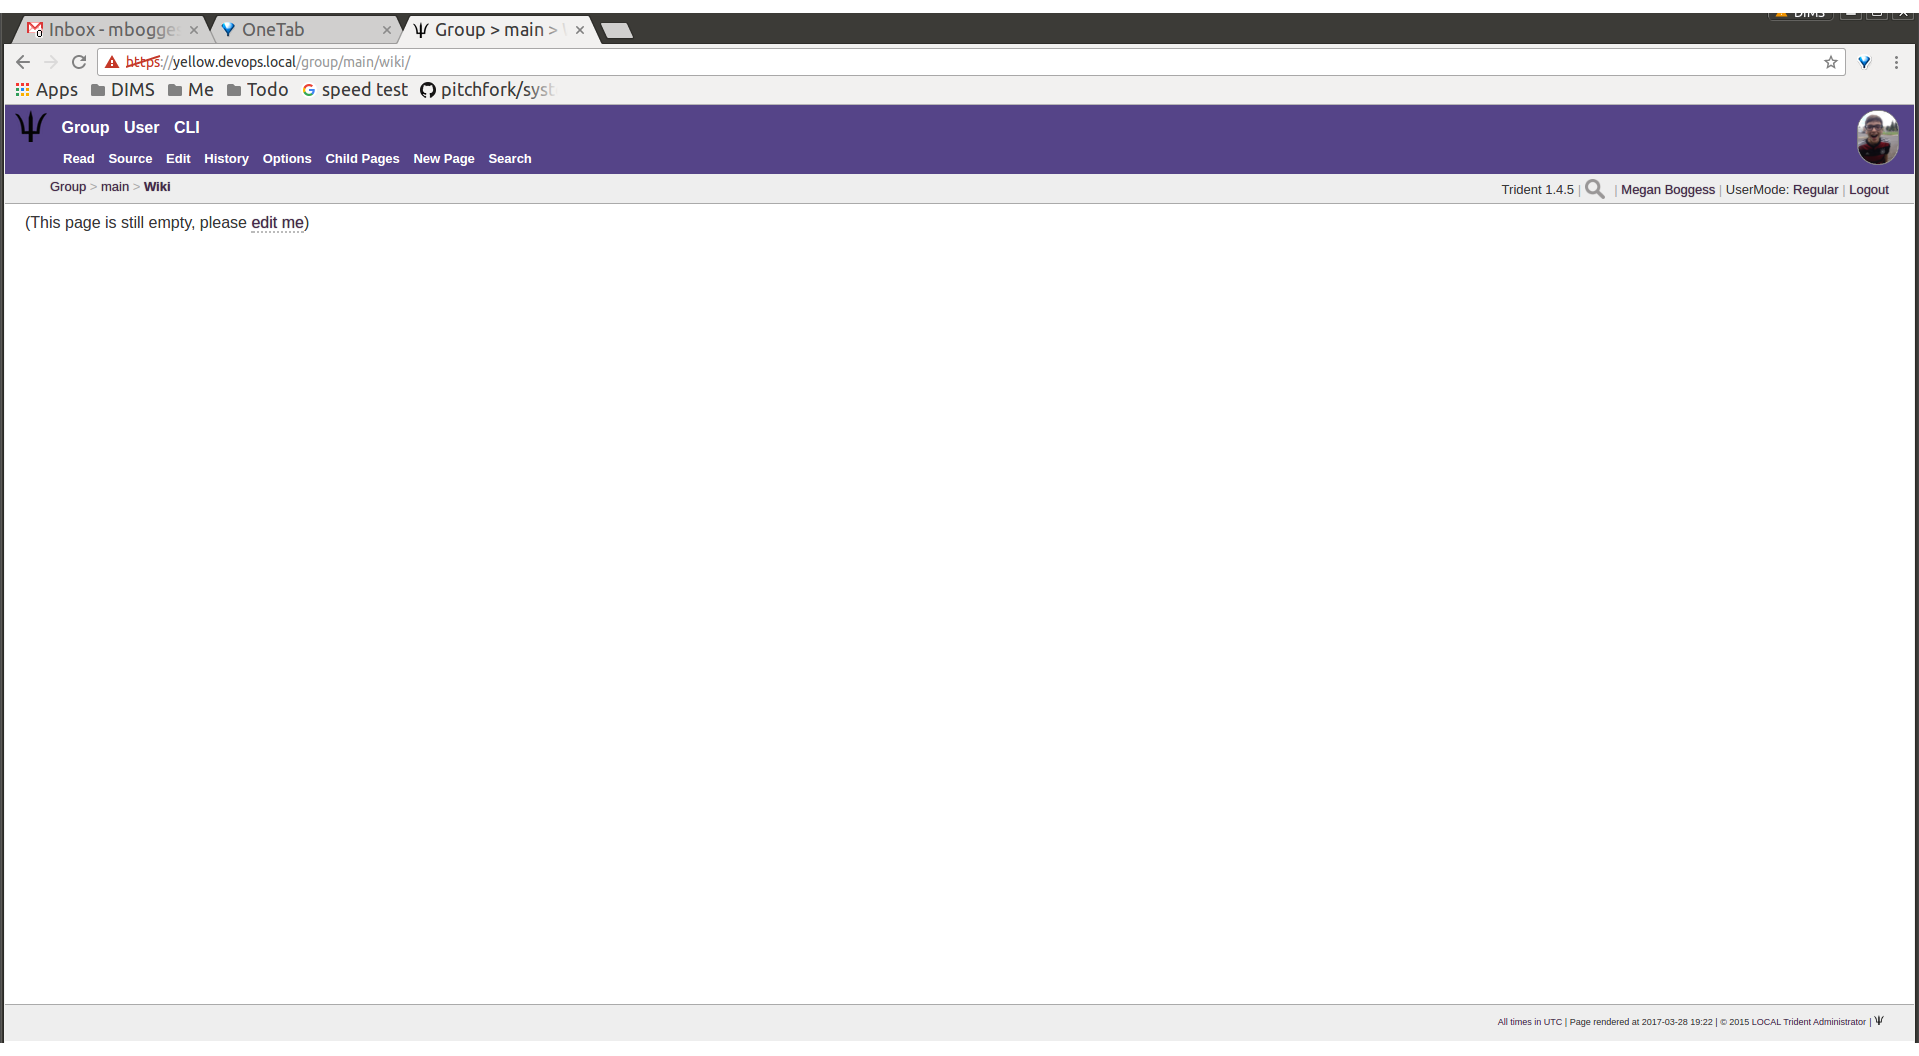 DIMS
Inbox - mbogge
OneTab
Group > main >
https://yellow.devops.local/group/main/wiki/
Apps DIMS Me Todo speed test pitchfork/syst
Group User CLI
Read Source Edit History Options Child Pages New Page Search
Group > main > Wiki
Trident 1.4.5 | | Megan Boggess | UserMode: Regular | Logout
(This page is still empty, please edit me)
All times in UTC | Page rendered at 2017-03-28 19:22 | © 2015 LOCAL Trident Administrator |